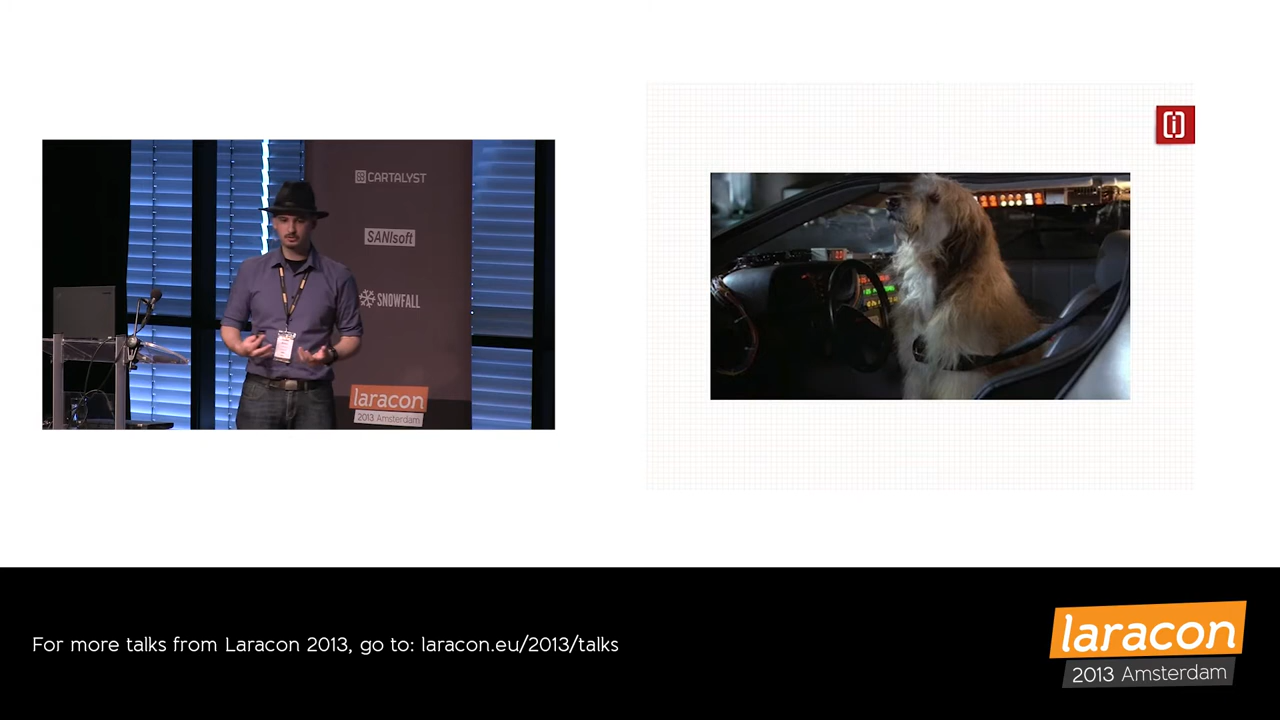 CARTALYST
SANIsoft
SNOWFALL
laracon
2013 Amsterdam
For more talks from Laracon 2013, go to: laracon.eu/2013/talks
laracon
2013 Amsterdam